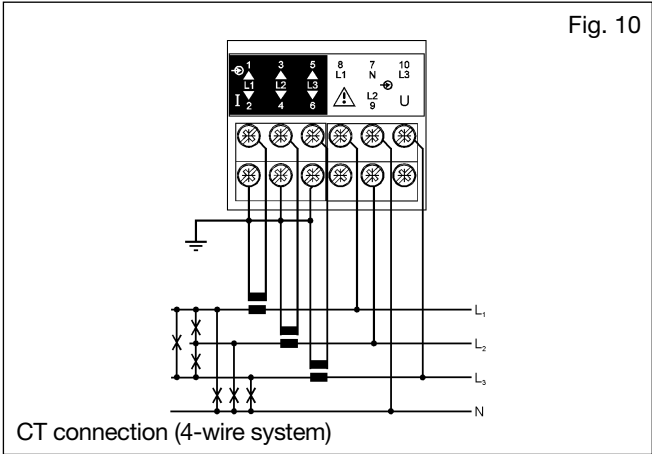 Fig. 10
1 3 5 8 7 10
L1 N L3
L1 L2 L3
I L2 U
2 4 6 9
L1
L2
L3
N
CT connection (4-wire system)